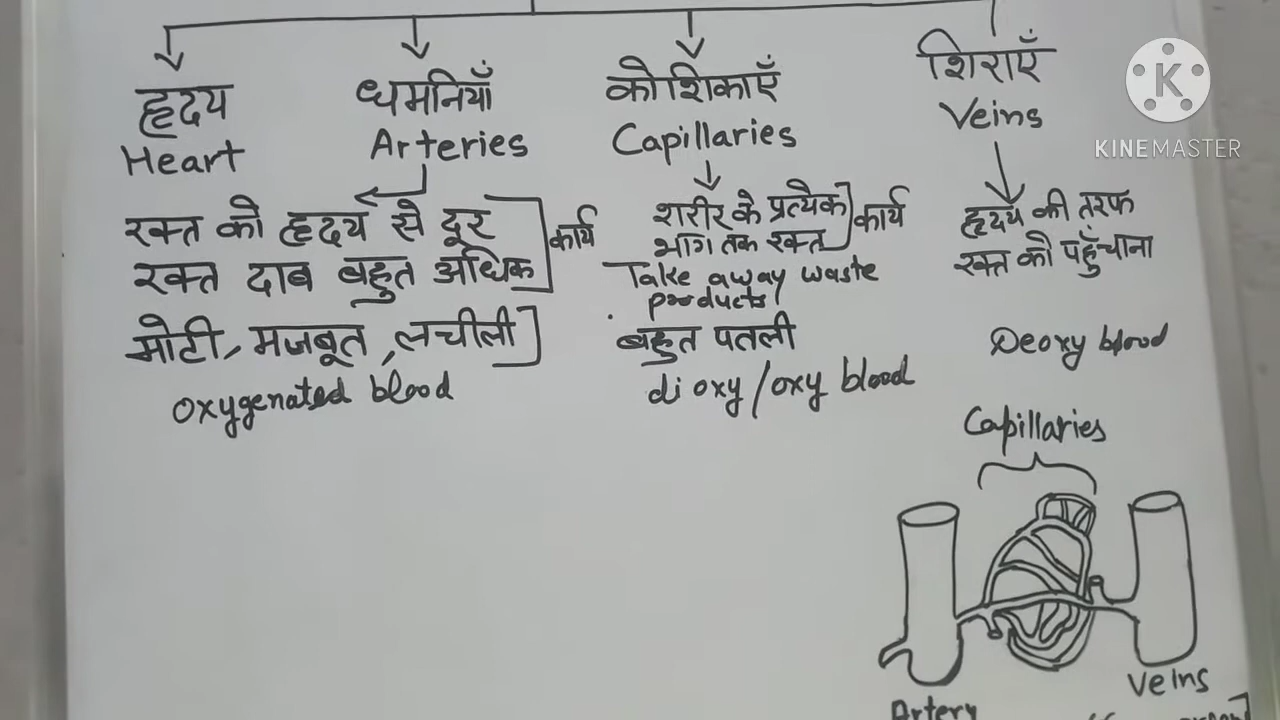 हृदय
Heart
धमनियाँ
Arteries
कोशिकाएँ
Capillaries
शिराएँ
Veins
K
KINEMASTER
रक्त को हृदय से दूर
रक्त दाब बहुत अधिक
कार्य
मोटी, मजबूत, लचीली
oxygenated blood
शरीर के प्रत्येक
भाग तक रक्त
कार्य
Take away waste
products
बहुत पतली
di oxy/oxy blood
हृदय की तरफ
रक्त को पहुँचाना
Deoxy blood
Capillaries
Artery
Veins